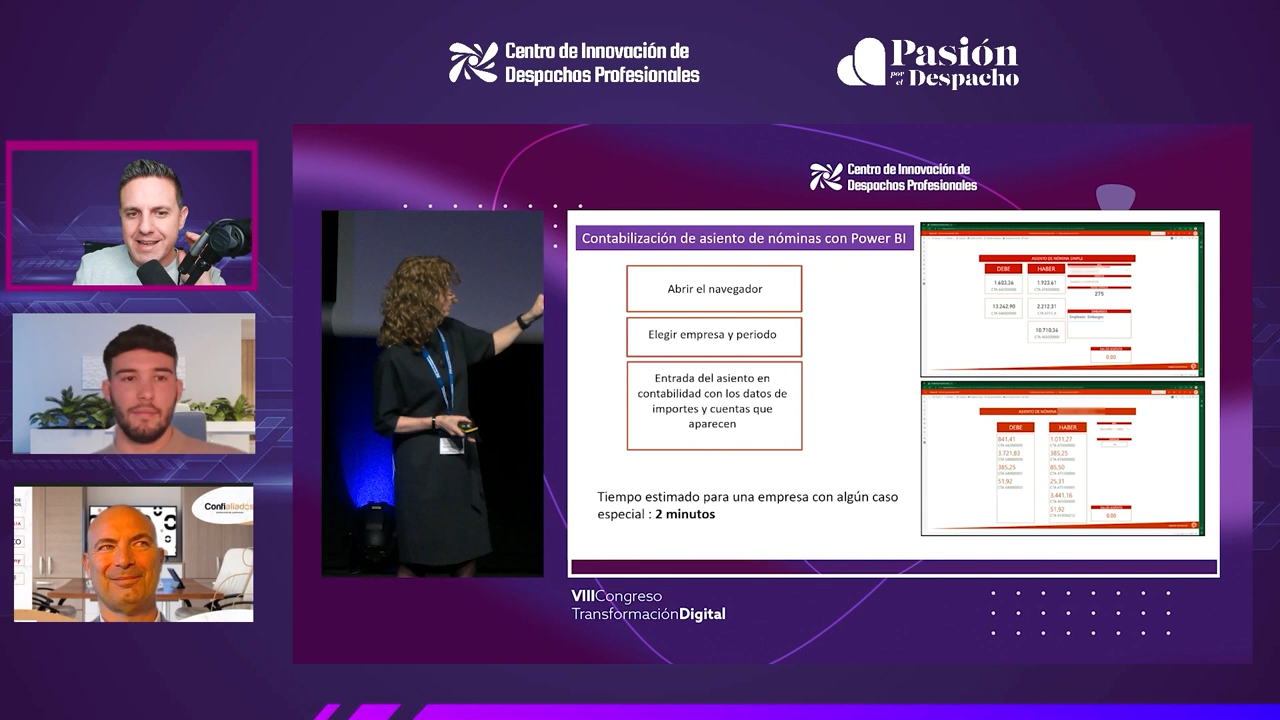 Centro de Innovación de
Despachos Profesionales
Pasión
por el
Despacho
Centro de Innovación de
Despachos Profesionales
Contabilización de asiento de nóminas con Power BI
Abrir el navegador
Elegir empresa y periodo
Entrada del asiento en
contabilidad con los datos de
importes y cuentas que
aparecen
Tiempo estimado para una empresa con algún caso
especial : 2 minutos
ASIENTO DE NÓMINA SIMPLE
DEBE
HABER
1.603,36
1.923,61
275
13.262,90
2.212,31
10.710,36
0,00
ASIENTO DE NÓMINA
DEBE
HABER
841,41
1.011,27
3.721,83
385,25
385,25
85,50
51,92
25,31
3.441,16
51,92
0,00
VIIICongreso
TransformaciónDigital
Confialiados